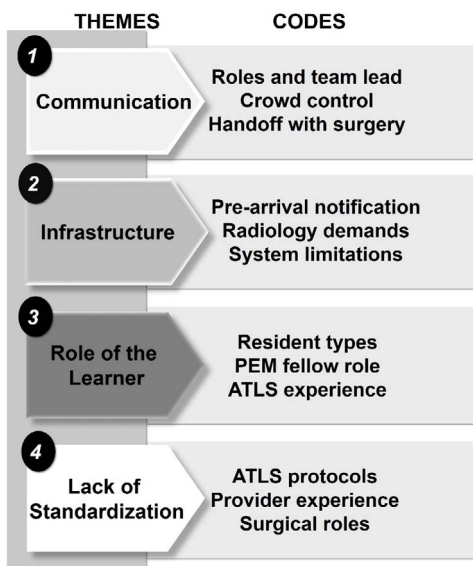 THEMES CODES
1
Communication
Roles and team lead
Crowd control
Handoff with surgery
2
Infrastructure
Pre-arrival notification
Radiology demands
System limitations
3
Role of the
Learner
Resident types
PEM fellow role
ATLS experience
4
Lack of
Standardization
ATLS protocols
Provider experience
Surgical roles